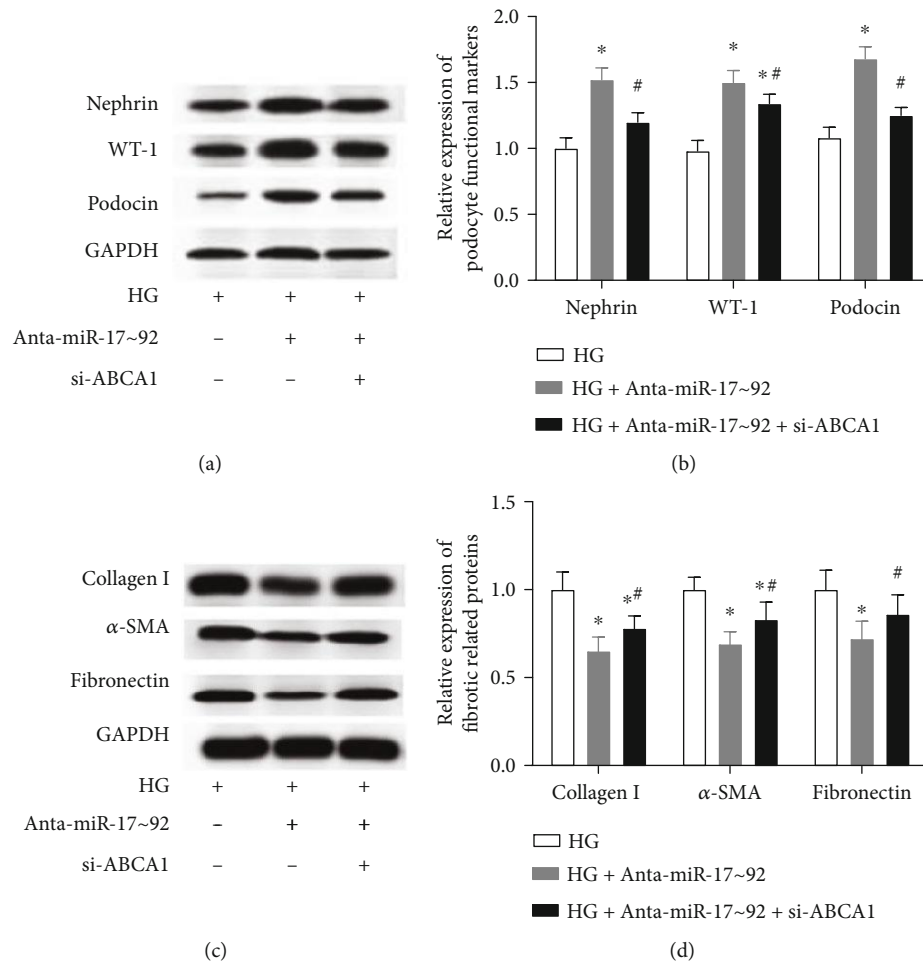 Nephrin
WT-1
Podocin
GAPDH
HG + + +
Anta-miR-17~92 – + +
si-ABCA1 – – +
(a)
Relative expression of
podocyte functional markers
2.0
1.5
1.0
0.5
0.0
* # * * # * #
Nephrin WT-1 Podocin
HG
HG + Anta-miR-17~92
HG + Anta-miR-17~92 + si-ABCA1
(b)
Collagen I
α-SMA
Fibronectin
GAPDH
HG + + +
Anta-miR-17~92 – + +
si-ABCA1 – – +
(c)
Relative expression of
fibrotic related proteins
1.5
1.0
0.5
0.0
* *# * *# * #
Collagen I α-SMA Fibronectin
HG
HG + Anta-miR-17~92
HG + Anta-miR-17~92 + si-ABCA1
(d)